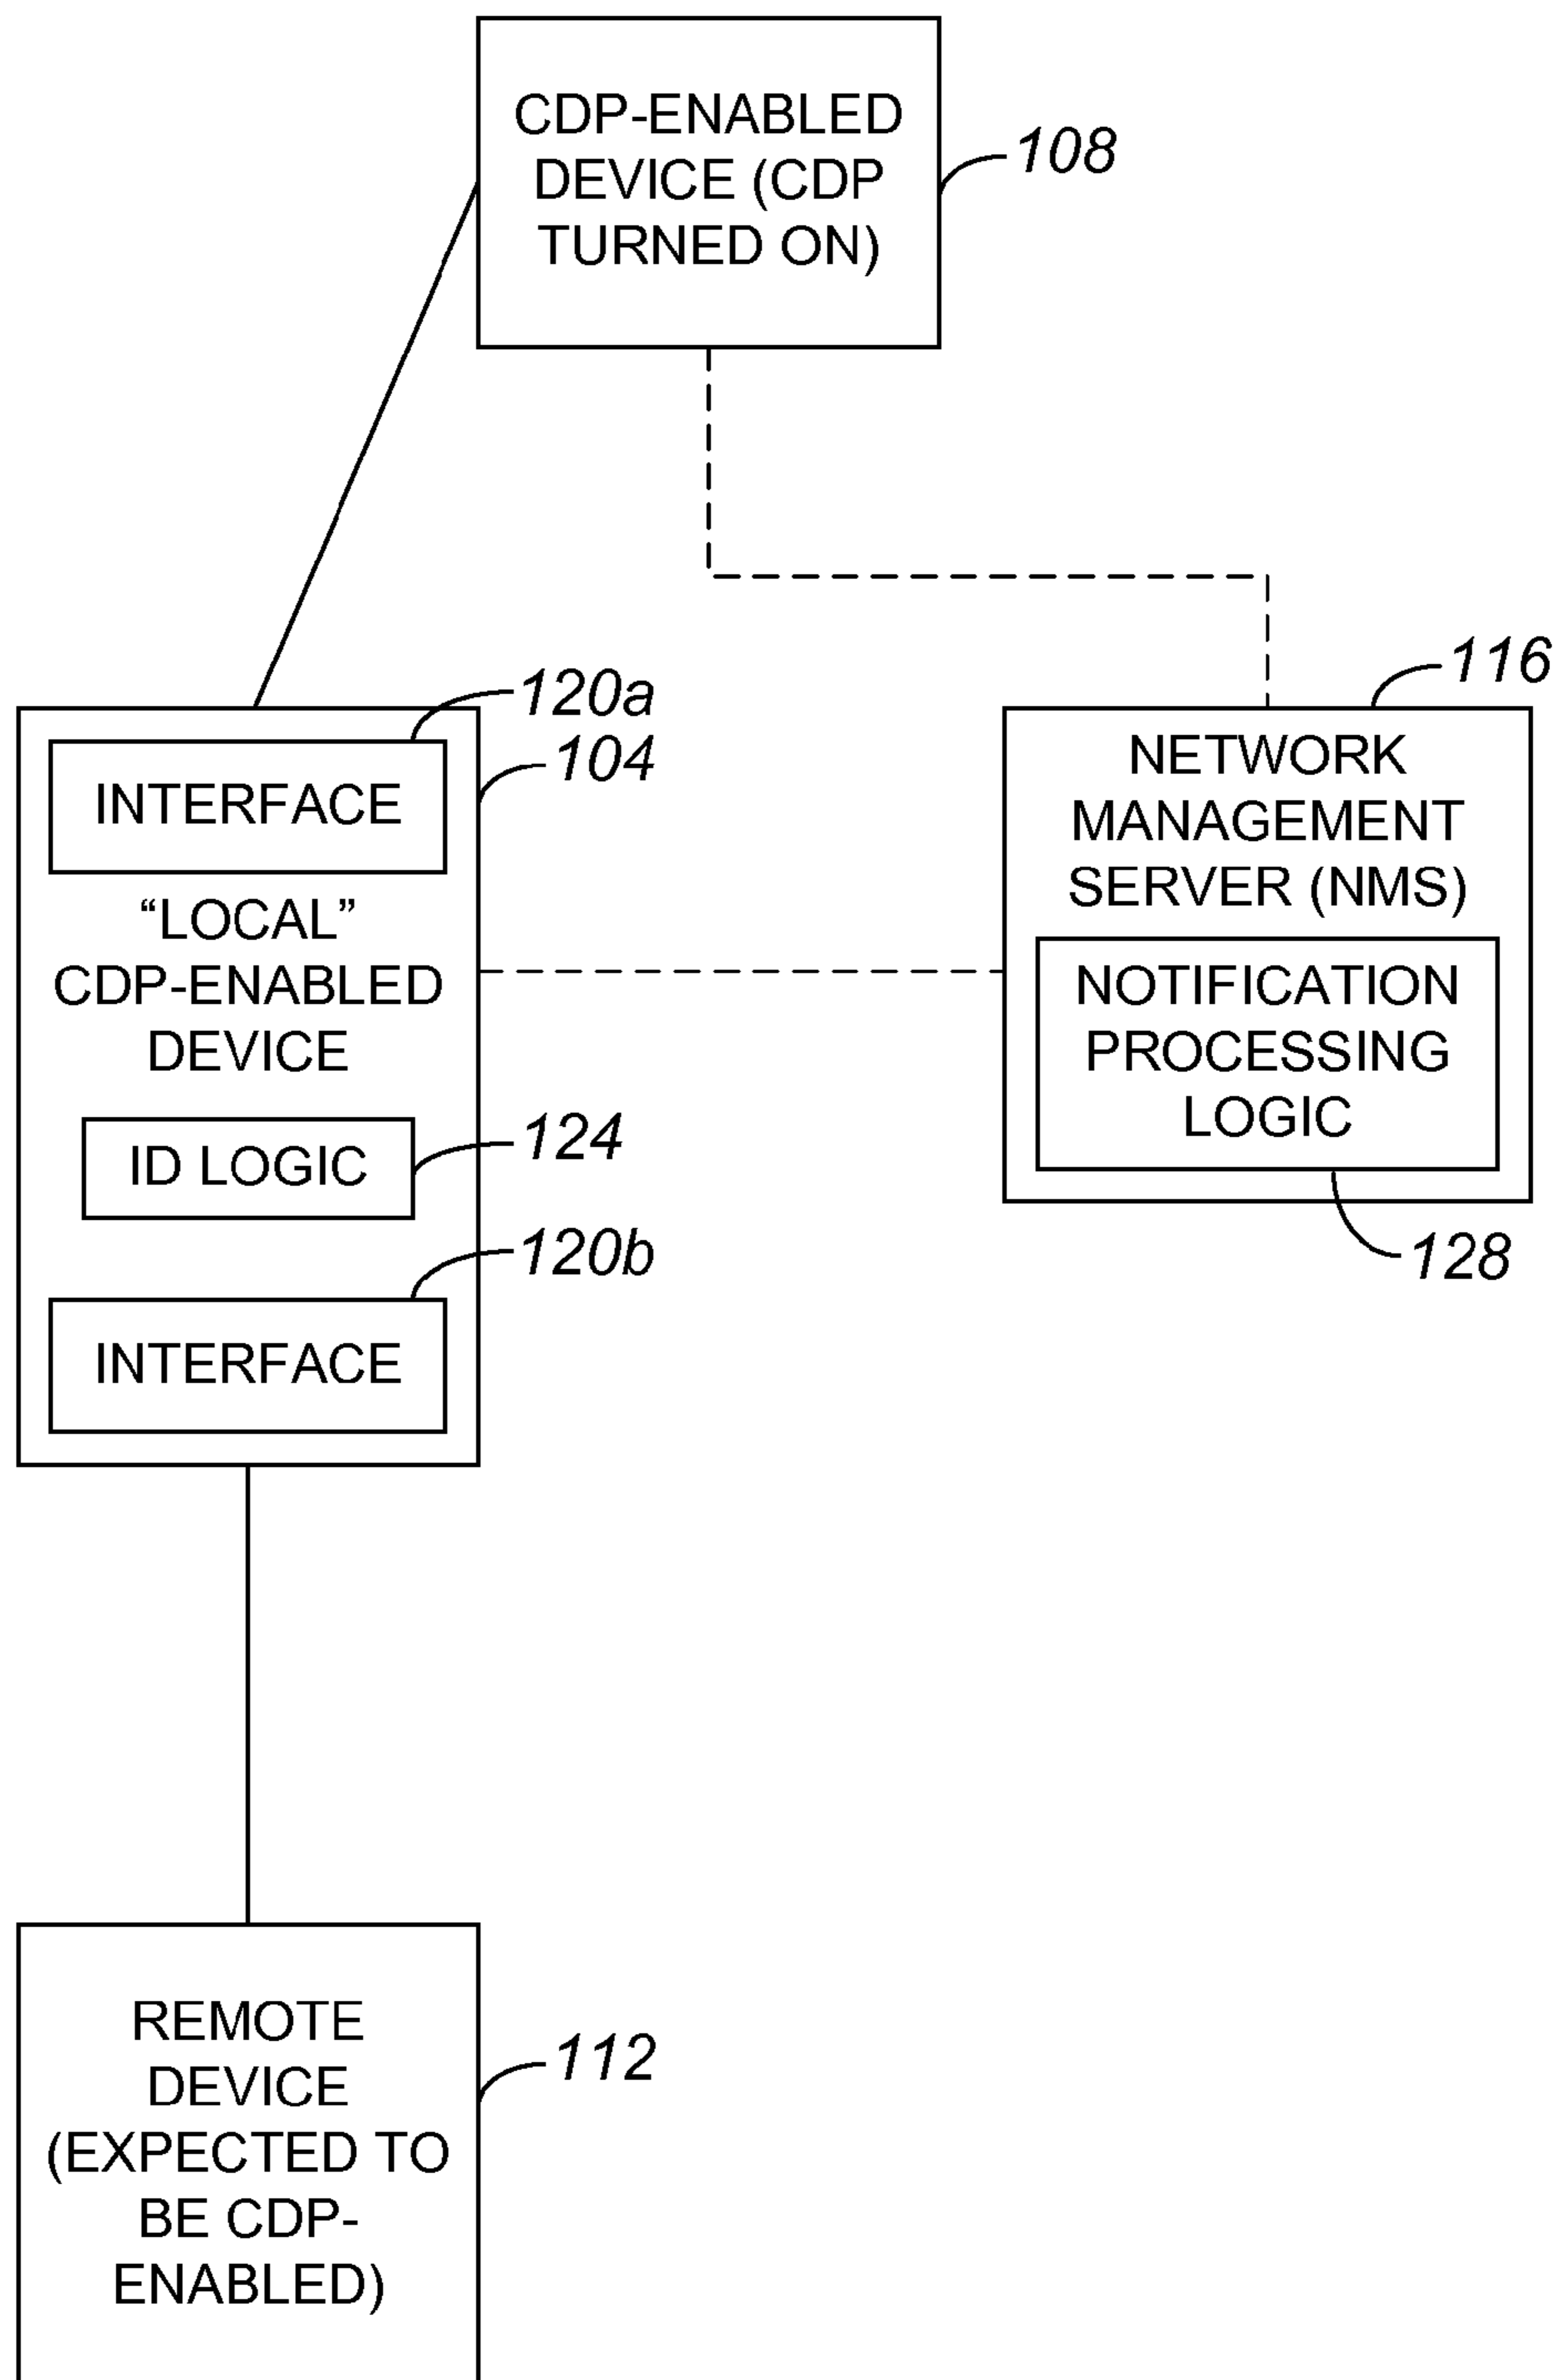 CDP-ENABLED
DEVICE (CDP
TURNED ON)
108
116
120a
104
INTERFACE
“LOCAL”
CDP-ENABLED
DEVICE
ID LOGIC
124
120b
INTERFACE
NETWORK
MANAGEMENT
SERVER (NMS)
NOTIFICATION
PROCESSING
LOGIC
128
REMOTE
DEVICE
(EXPECTED TO
BE CDP-
ENABLED)
112